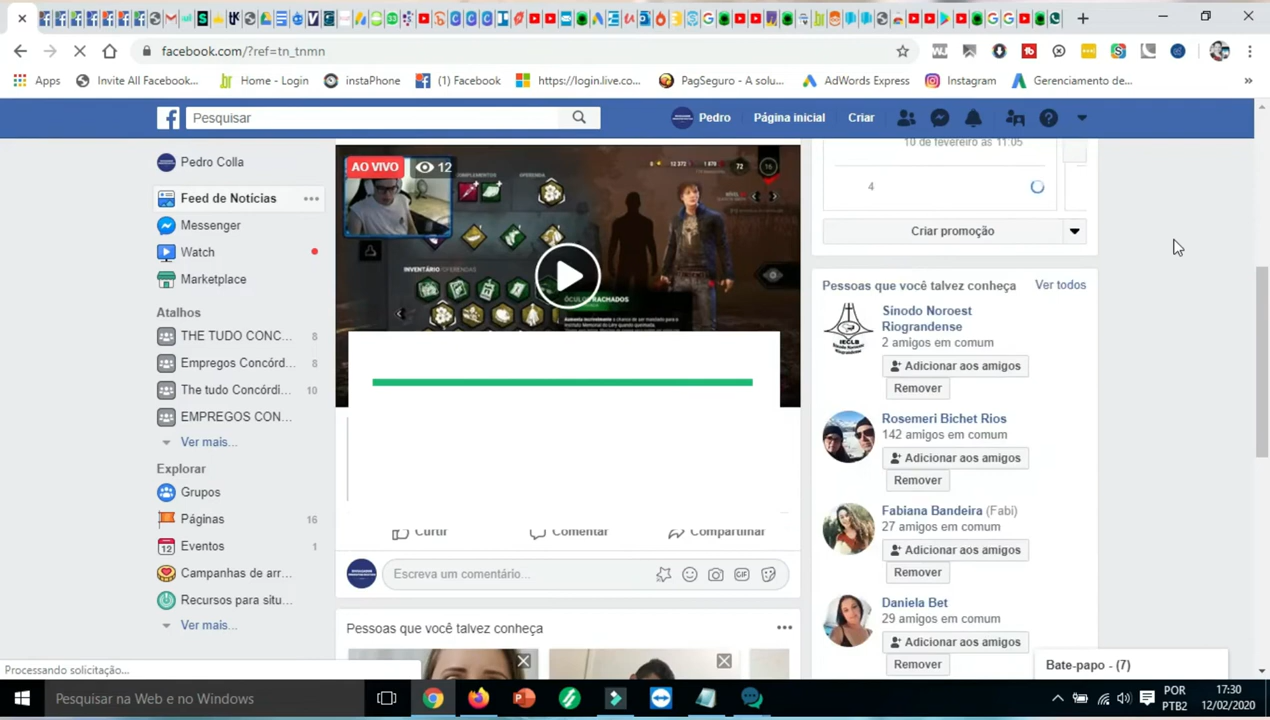 facebook.com/?ref=tn_tnmn
Apps
Invite All Facebook...
Home - Login
instaPhone
(1) Facebook
https://login.live.co...
PagSeguro - A solu...
AdWords Express
Instagram
Gerenciamento de...
»
Pesquisar
Pedro
Página inicial
Criar
Pedro Colla
Feed de Notícias
Messenger
Watch
Marketplace
Atalhos
THE TUDO CONC... 8
Empregos Concórd... 8
The tudo Concórdi... 10
EMPREGOS CON...
Ver mais...
Explorar
Grupos
Páginas 16
Eventos 1
Campanhas de arr...
Recursos para situ...
Ver mais...
AO VIVO 12
COMPLEMENTOS
OFERENDA
72
16
INVENTÁRIO OFERENDAS
ÓCULOS RACHADOS
Curtir
Comentar
Compartilhar
Escreva um comentário...
GIF
Pessoas que você talvez conheça
10 de fevereiro às 11:05
4
Criar promoção
Pessoas que você talvez conheça
Ver todos
Sínodo Noroest
Riograndense
2 amigos em comum
Adicionar aos amigos
Remover
Rosemeri Bichet Rios
142 amigos em comum
Adicionar aos amigos
Remover
Fabiana Bandeira (Fabi)
27 amigos em comum
Adicionar aos amigos
Remover
Daniela Bet
29 amigos em comum
Adicionar aos amigos
Remover
Bate-papo - (7)
Processando solicitação...
Pesquisar na Web e no Windows
POR
PTB2
17:30
12/02/2020